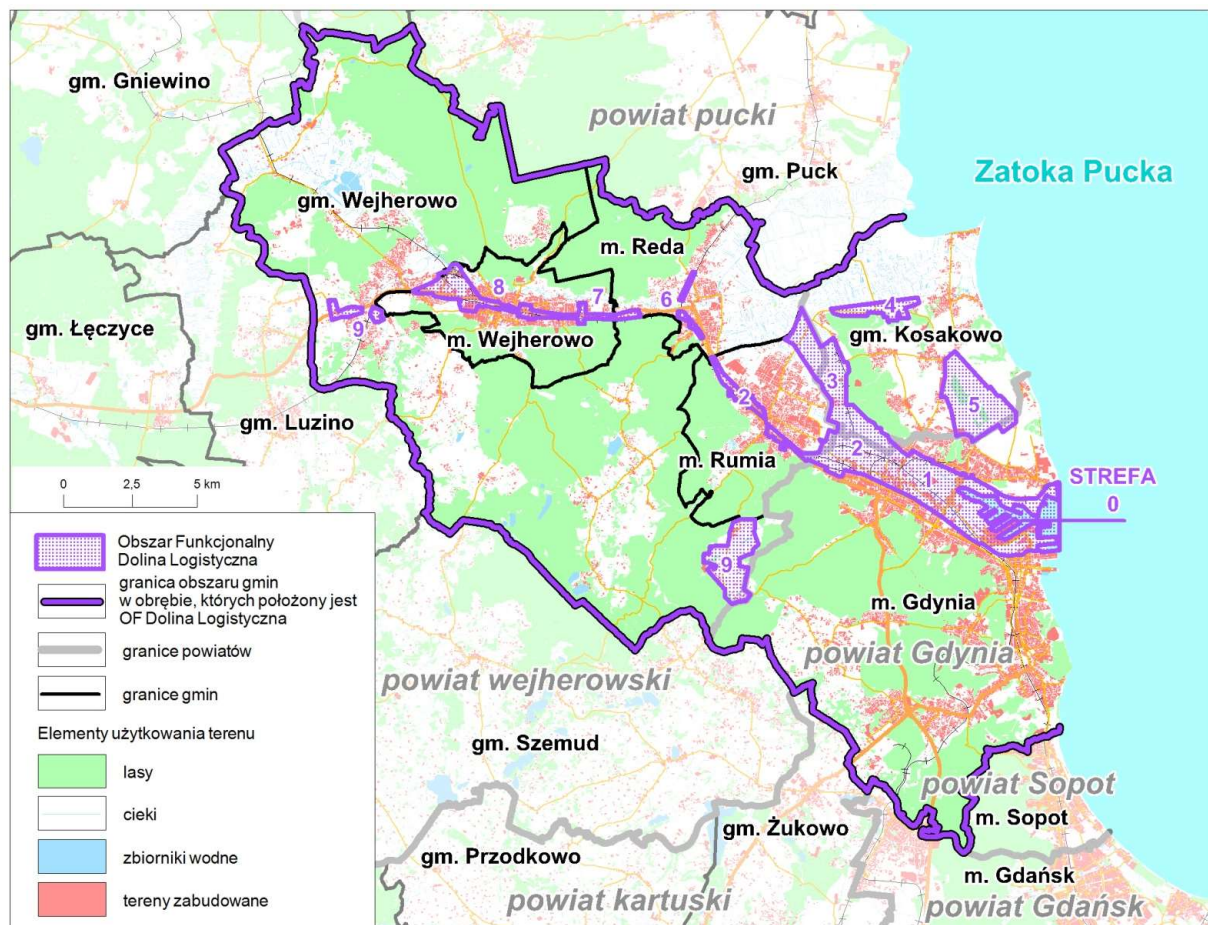 gm. Gniewino
powiat pucki
gm. Puck
Zatoka Pucka
gm. Wejherowo
m. Reda
8
7
6
4
9
gm. Łęczyce
m. Wejherowo
gm. Kosakowo
3
5
2
gm. Luzino
m. Rumia
2
1
STREFA
0
0
2,5
5 km
9
m. Gdynia
powiat Gdynia
powiat wejherowski
gm. Szemud
powiat Sopot
m. Sopot
gm. Żukowo
gm. Przodkowo
m. Gdańsk
powiat kartuski
powiat Gdańsk
Obszar Funkcjonalny
Dolina Logistyczna
granica obszaru gmin
w obrębie, których położony jest
OF Dolina Logistyczna
granice powiatów
granice gmin
Elementy użytkowania terenu
lasy
cieki
zbiorniki wodne
tereny zabudowane